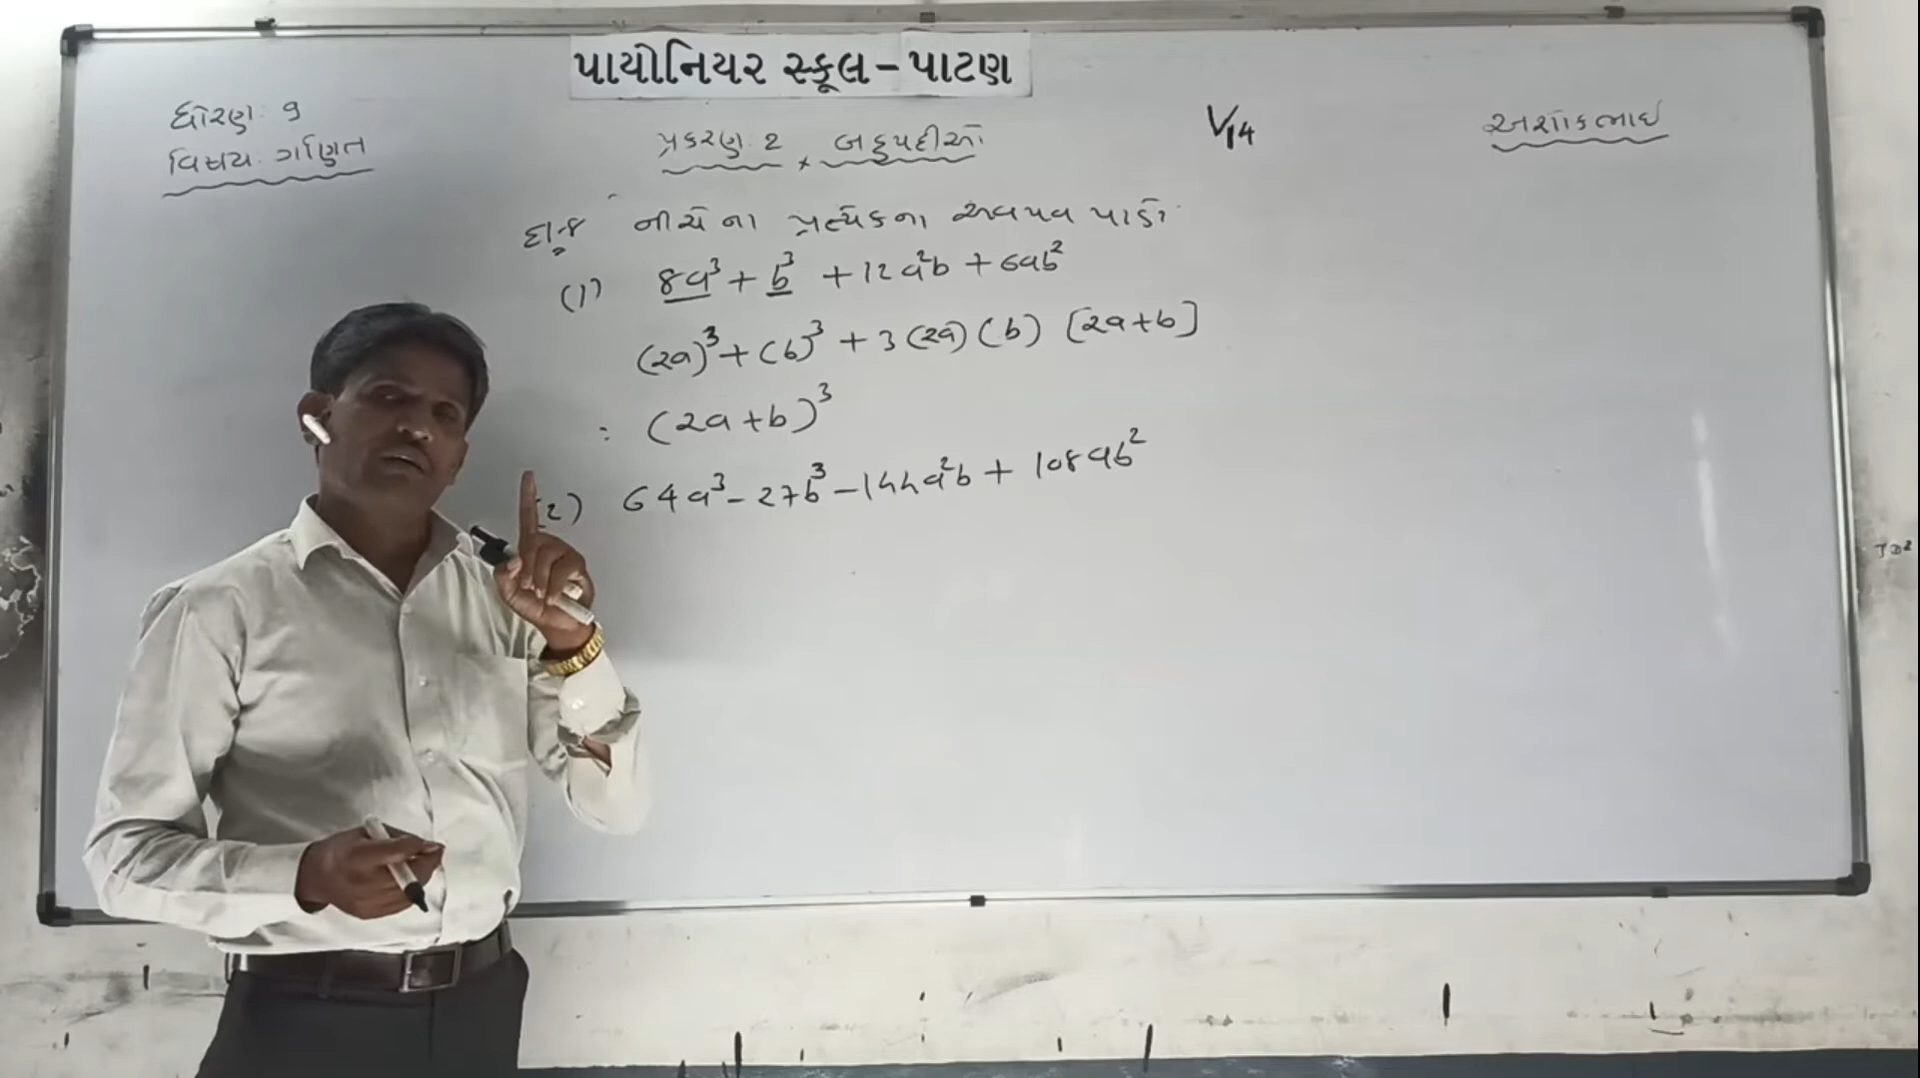 પાયોનિયર સ્કૂલ - પાટણ
ધોરણ: 9
વિષય: ગણિત
પ્રકરણ: 2 બહુપદીઓ
V/14
અશોકભાઈ
નીચેના પ્રત્યેકના અવયવ પાડો.
(1) 8a³ + b³ + 12a²b + 6ab²
(2a)³ + (b)³ + 3(2a)(b) [2a+b]
: (2a+b)³
(2) 64a³ - 27b³ - 144a²b + 108ab²